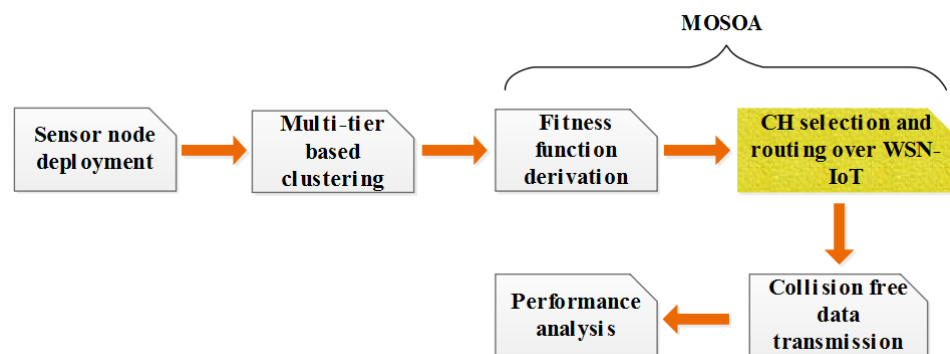 MOSOA
Sensor node
deployment
Multi-tier
based
clustering
Fitness
function
derivation
CH selection and
routing over WSN-
IoT
Collision free
data
transmission
Performance
analysis